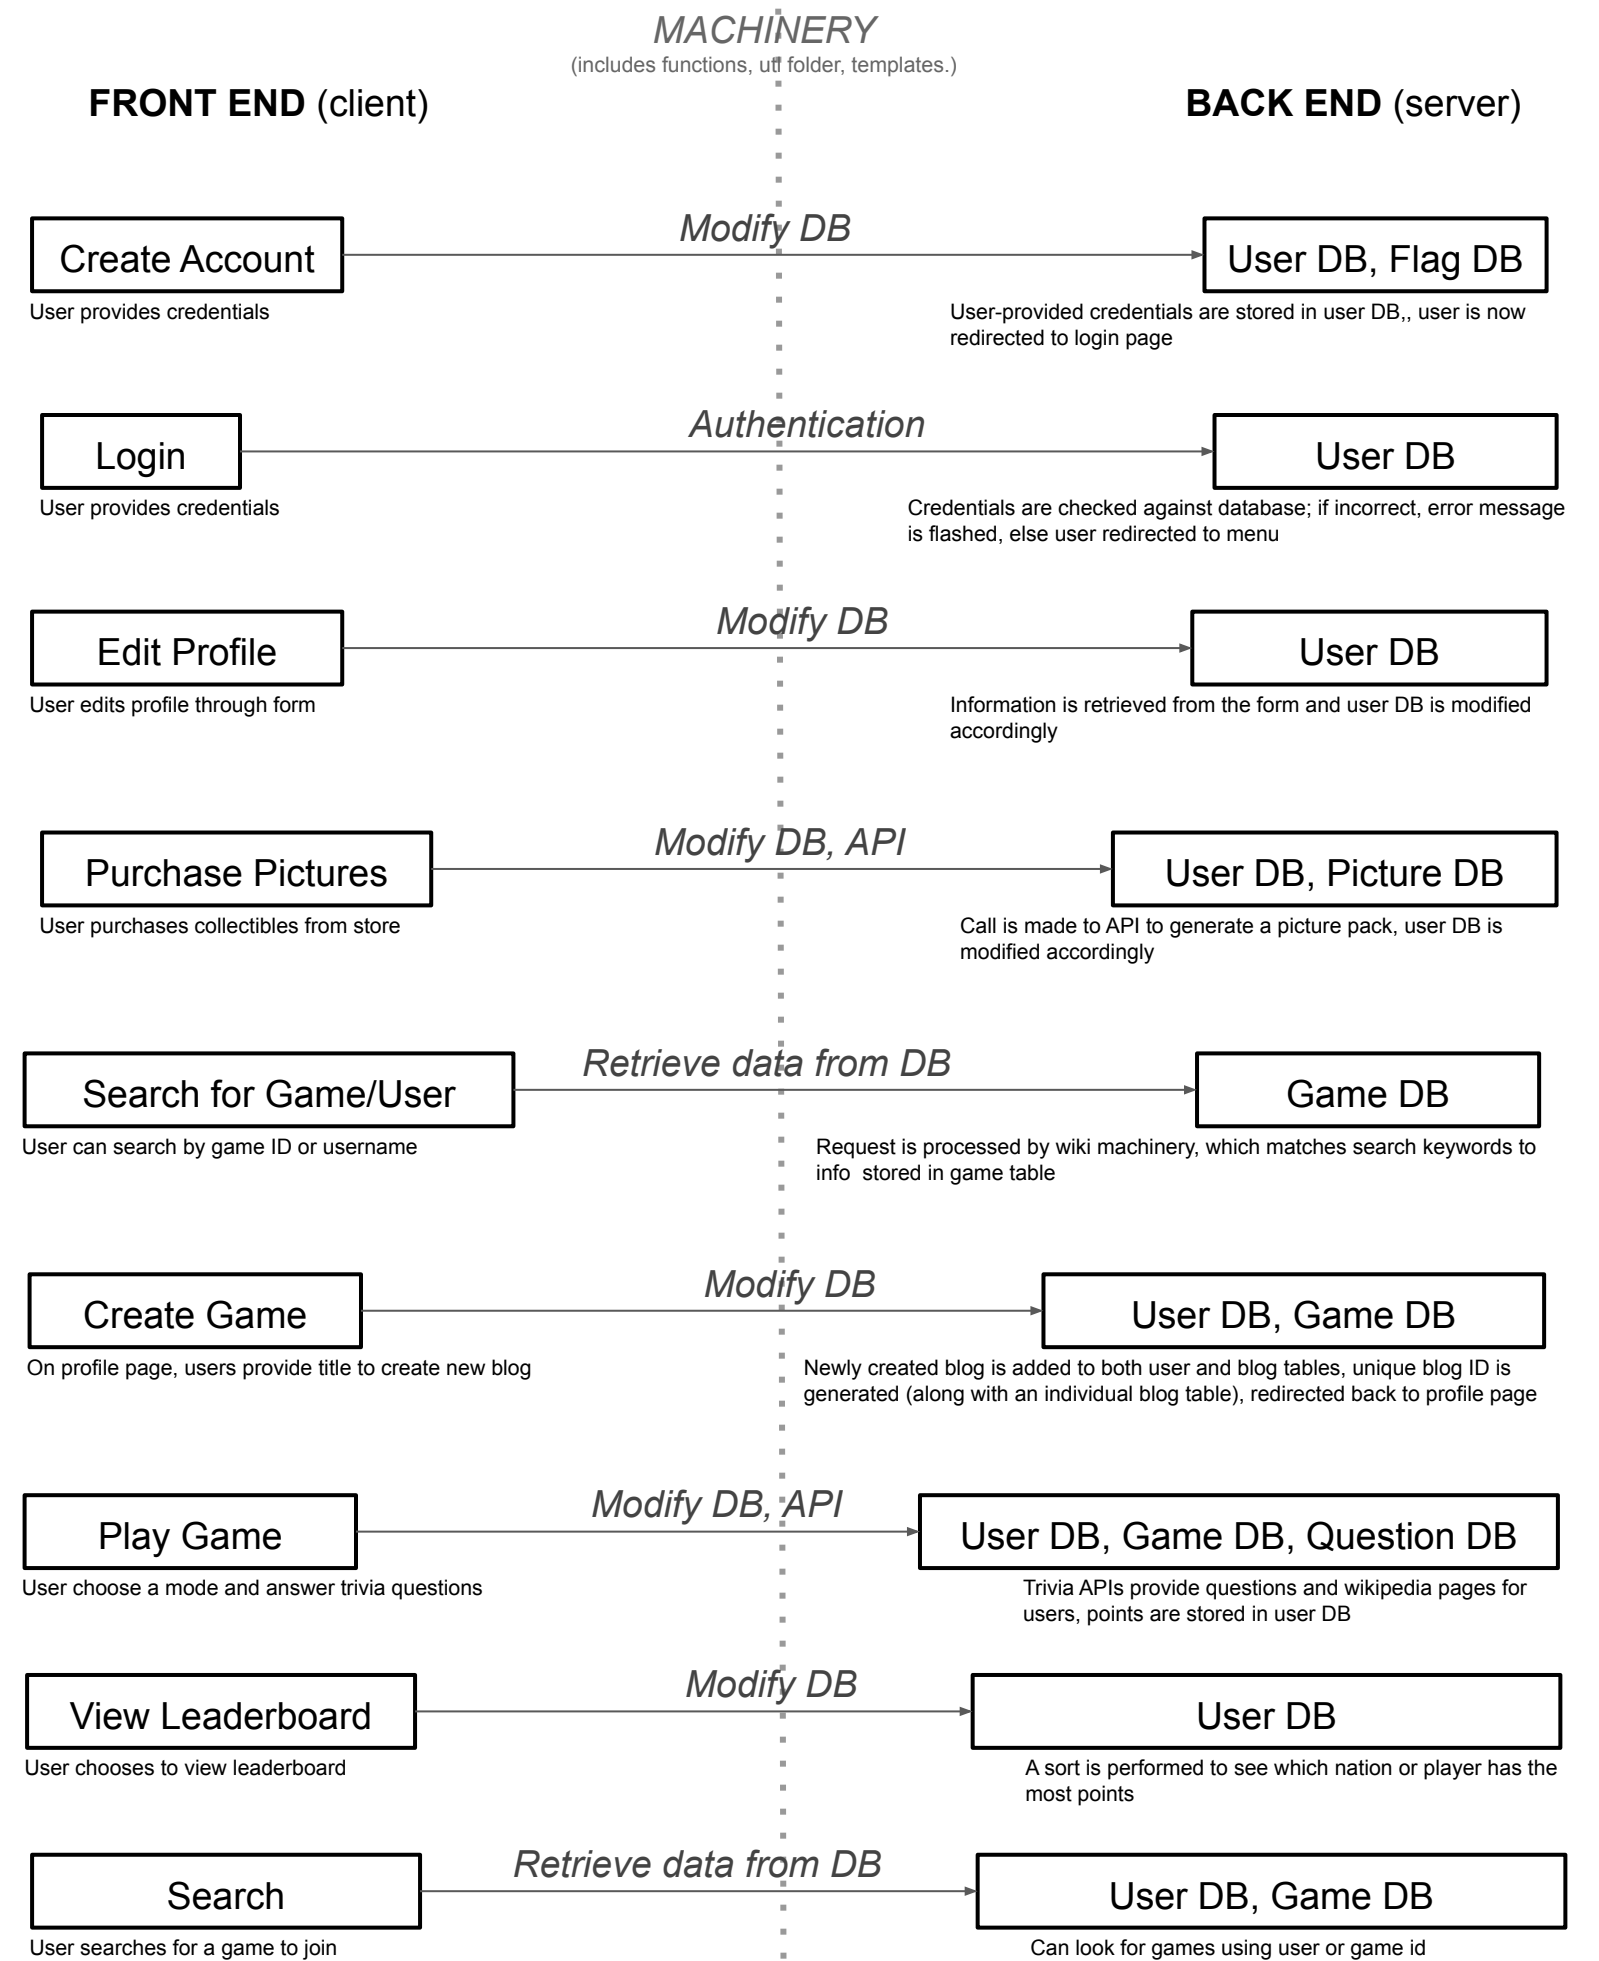 MACHINERY
(includes functions, utl folder, templates.)
FRONT END (client)
BACK END (server)
Create Account
Modify DB
User DB, Flag DB
User provides credentials
User-provided credentials are stored in user DB,, user is now
redirected to login page
Login
Authentication
User DB
User provides credentials
Credentials are checked against database; if incorrect, error message
is flashed, else user redirected to menu
Edit Profile
Modify DB
User DB
User edits profile through form
Information is retrieved from the form and user DB is modified
accordingly
Purchase Pictures
Modify DB, API
User DB, Picture DB
User purchases collectibles from store
Call is made to API to generate a picture pack, user DB is
modified accordingly
Search for Game/User
Retrieve data from DB
Game DB
User can search by game ID or username
Request is processed by wiki machinery, which matches search keywords to
info  stored in game table
Create Game
Modify DB
User DB, Game DB
On profile page, users provide title to create new blog
Newly created blog is added to both user and blog tables, unique blog ID is
generated (along with an individual blog table), redirected back to profile page
Play Game
Modify DB, API
User DB, Game DB, Question DB
User choose a mode and answer trivia questions
Trivia APIs provide questions and wikipedia pages for
users, points are stored in user DB
View Leaderboard
Modify DB
User DB
User chooses to view leaderboard
A sort is performed to see which nation or player has the
most points
Search
Retrieve data from DB
User DB, Game DB
User searches for a game to join
Can look for games using user or game id